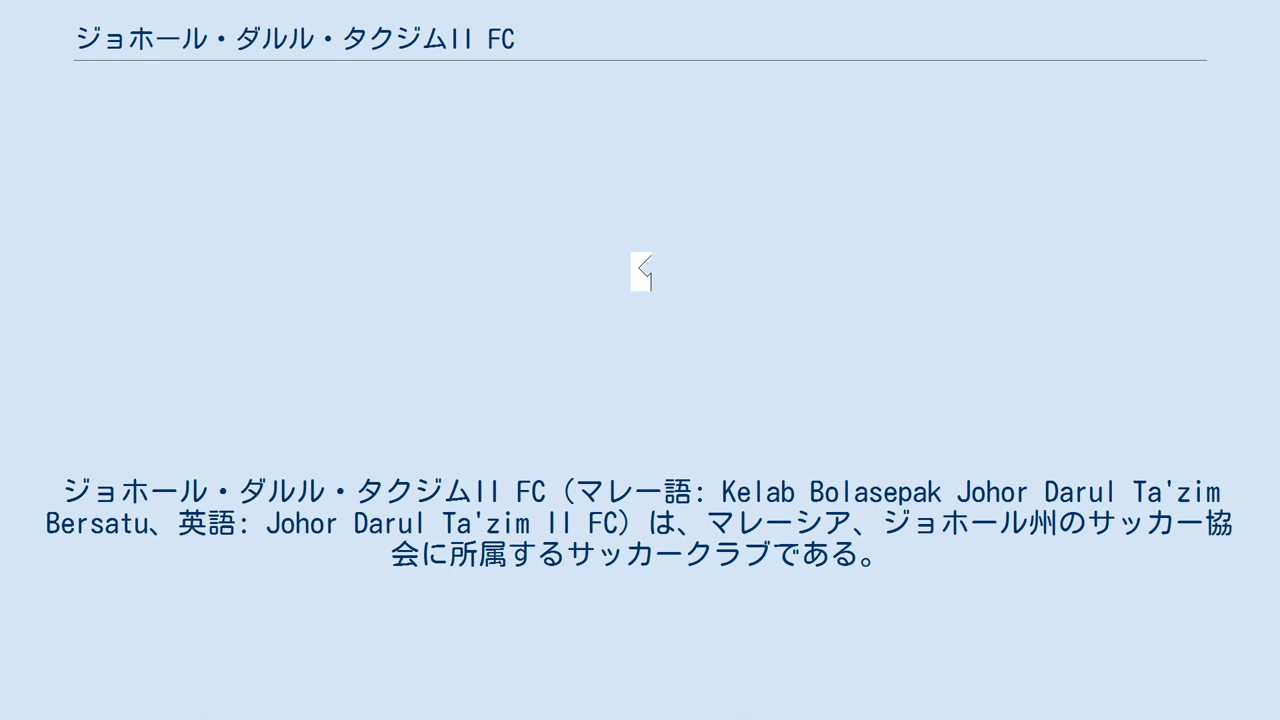 ジョホール・ダルル・タクジムII FC
ジョホール・ダルル・タクジムII FC（マレー語: Kelab Bolasepak Johor Darul Ta'zim
Bersatu、英語: Johor Darul Ta'zim II FC）は、マレーシア、ジョホール州のサッカー協
会に所属するサッカークラブである。